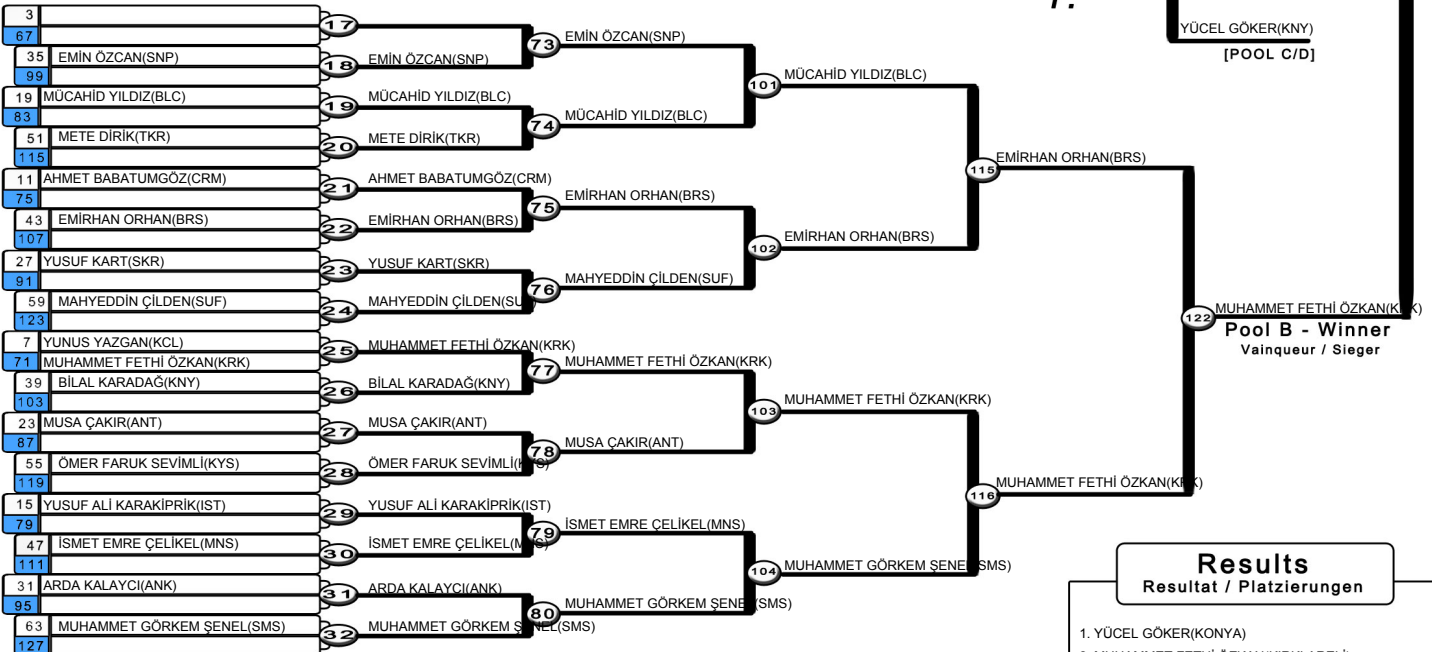 1.
YÜCEL GÖKER(KNY)
[POOL C/D]
3
67
17
35 EMİN ÖZCAN(SNP)
99
18 EMİN ÖZCAN(SNP)
73 EMİN ÖZCAN(SNP)
19 MÜCAHİD YILDIZ(BLC)
83
19 MÜCAHİD YILDIZ(BLC)
51 METE DİRİK(TKR)
115
20 METE DİRİK(TKR)
74 MÜCAHİD YILDIZ(BLC)
101 MÜCAHİD YILDIZ(BLC)
11 AHMET BABATUMGÖZ(CRM)
75
21 AHMET BABATUMGÖZ(CRM)
43 EMİRHAN ORHAN(BRS)
107
22 EMİRHAN ORHAN(BRS)
75 EMİRHAN ORHAN(BRS)
27 YUSUF KART(SKR)
91
23 YUSUF KART(SKR)
59 MAHYEDDİN ÇİLDEN(SUF)
123
24 MAHYEDDİN ÇİLDEN(SUF)
76 MAHYEDDİN ÇİLDEN(SUF)
102 EMİRHAN ORHAN(BRS)
115 EMİRHAN ORHAN(BRS)
7 YUNUS YAZGAN(KCL)
71 MUHAMMET FETHİ ÖZKAN(KRK)
25 MUHAMMET FETHİ ÖZKAN(KRK)
39 BİLAL KARADAĞ(KNY)
103
26 BİLAL KARADAĞ(KNY)
77 MUHAMMET FETHİ ÖZKAN(KRK)
23 MUSA ÇAKIR(ANT)
87
27 MUSA ÇAKIR(ANT)
55 ÖMER FARUK SEVİMLİ(KYS)
119
28 ÖMER FARUK SEVİMLİ(KYS)
78 MUSA ÇAKIR(ANT)
103 MUHAMMET FETHİ ÖZKAN(KRK)
15 YUSUF ALİ KARAKİPRİK(IST)
79
29 YUSUF ALİ KARAKİPRİK(IST)
47 İSMET EMRE ÇELİKEL(MNS)
111
30 İSMET EMRE ÇELİKEL(MNS)
79 İSMET EMRE ÇELİKEL(MNS)
31 ARDA KALAYCI(ANK)
95
31 ARDA KALAYCI(ANK)
63 MUHAMMET GÖRKEM ŞENEL(SMS)
127
32 MUHAMMET GÖRKEM ŞENEL(SMS)
80 MUHAMMET GÖRKEM ŞENEL(SMS)
104 MUHAMMET GÖRKEM ŞENEL(SMS)
116 MUHAMMET FETHİ ÖZKAN(KRK)
122 MUHAMMET FETHİ ÖZKAN(KRK)
Pool B - Winner
Vainqueur / Sieger
Results
Resultat / Platzierungen
1. YÜCEL GÖKER(KONYA)